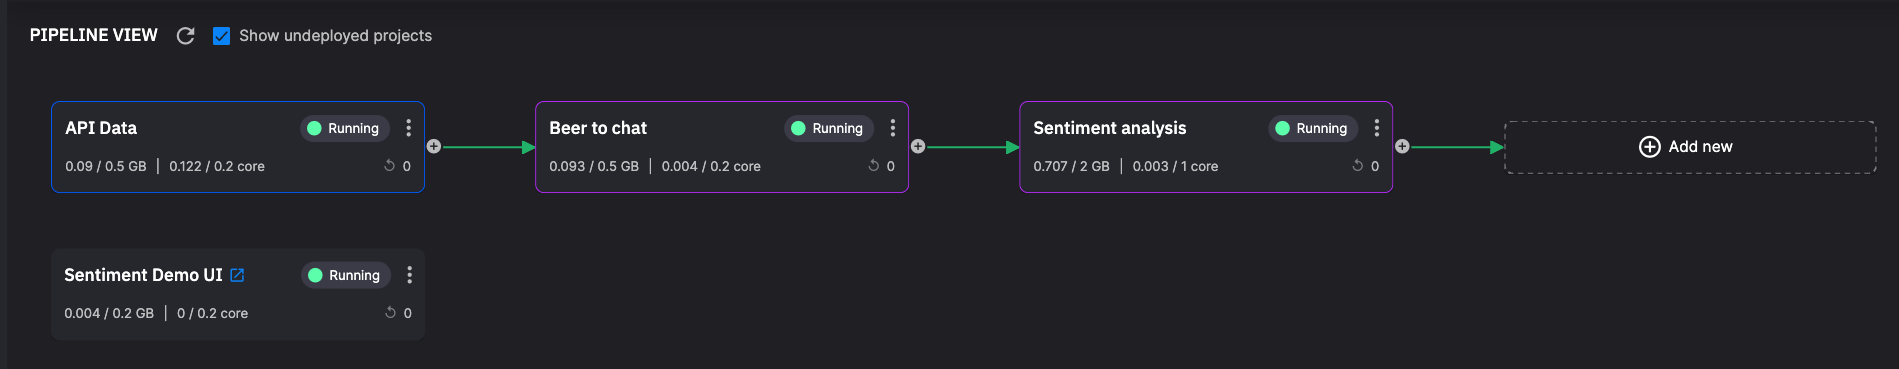 PIPELINE VIEW Show undeployed projects
API Data Running
0.09 / 0.5 GB | 0.122 / 0.2 core 0
Beer to chat Running
0.093 / 0.5 GB | 0.004 / 0.2 core 0
Sentiment analysis Running
0.707 / 2 GB | 0.003 / 1 core 0
Add new
Sentiment Demo UI Running
0.004 / 0.2 GB | 0 / 0.2 core 0